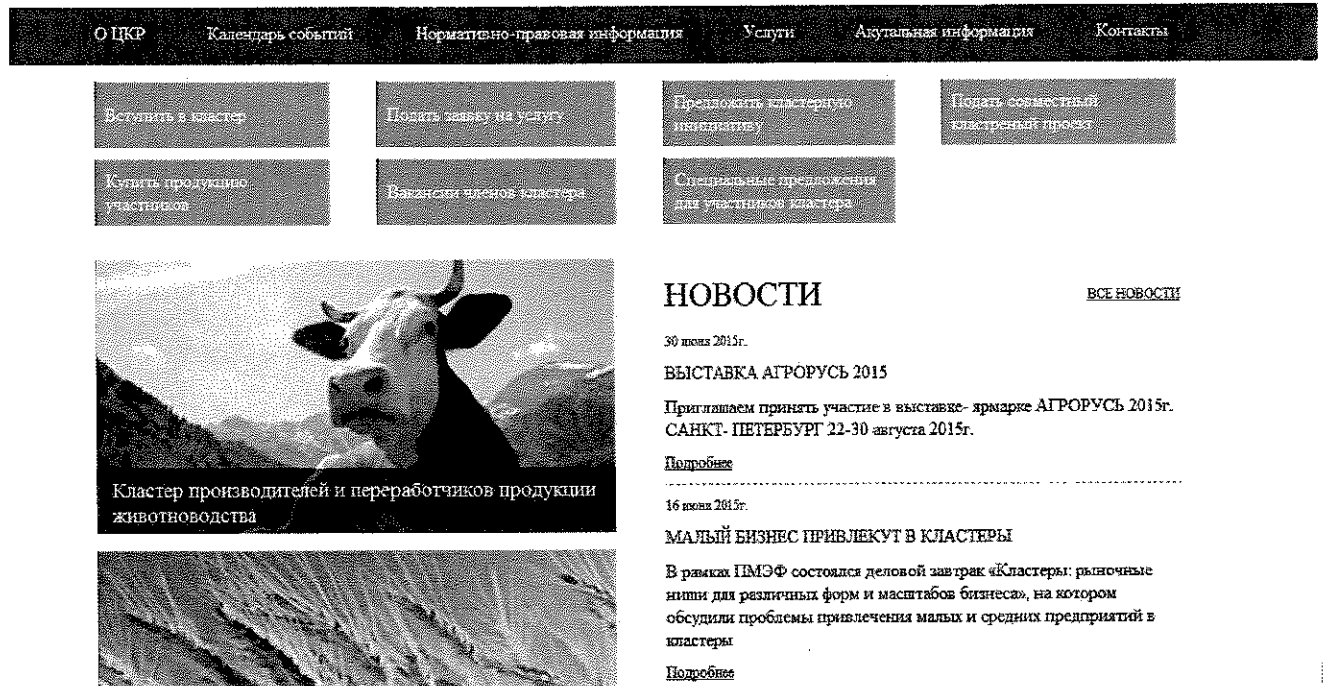 О ЦКР Календарь событий Нормативно-правовая информация Услуги Акутальная информация Контакты
Вступить в кластер
Подать заявку на услугу
Предложить кластерную
инициативу
Подать совместный
кластреный проект
Купить продукцию
участников
Вакансии членов кластера
Специальные предложения
для участников кластера
Кластер производителей и переработчиков продукции
животноводства
НОВОСТИ
ВСЕ НОВОСТИ
30 июня 2015г.
ВЫСТАВКА АГРОРУСЬ 2015
Приглашаем принять участие в выставке- ярмарке АГРОРУСЬ 2015г.
САНКТ- ПЕТЕРБУРГ 22-30 августа 2015г.
Подробнее
16 июня 2015г.
МАЛЫЙ БИЗНЕС ПРИВЛЕКУТ В КЛАСТЕРЫ
В рамках ПМЭФ состоялся деловой завтрак «Кластеры: рыночные
ниши для различных форм и масштабов бизнеса», на котором
обсудили проблемы привлечения малых и средних предприятий в
кластеры
Подробнее